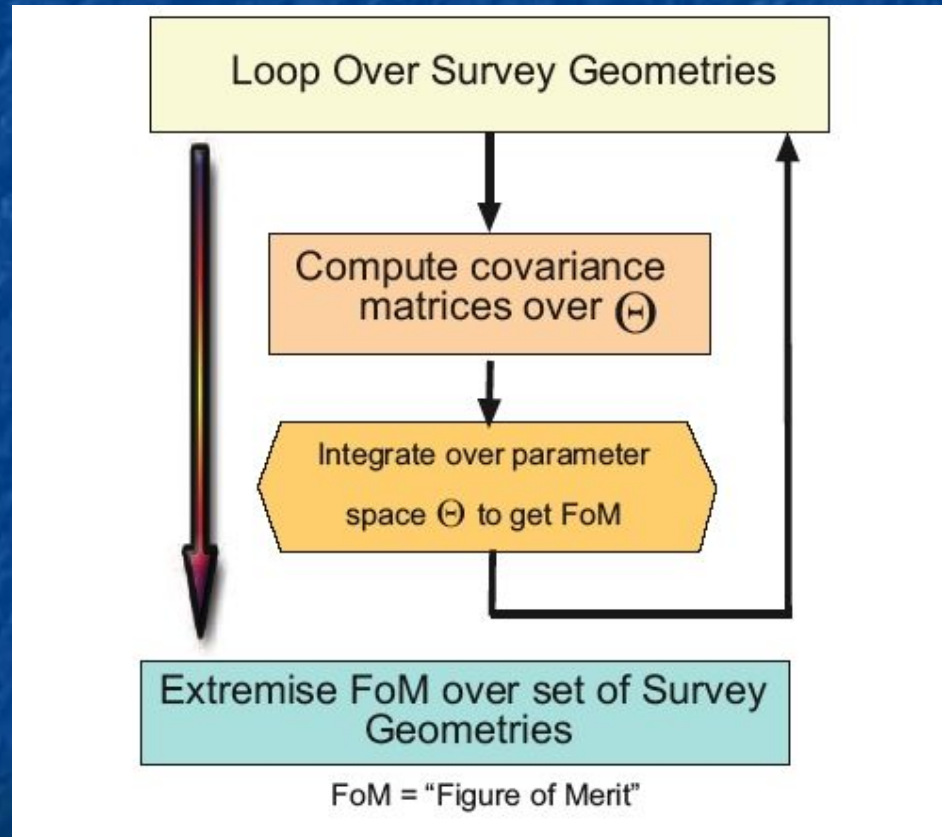 Loop Over Survey Geometries
Compute covariance
matrices over Θ
Integrate over parameter
space Θ to get FoM
Extremise FoM over set of Survey
Geometries
FoM = “Figure of Merit”